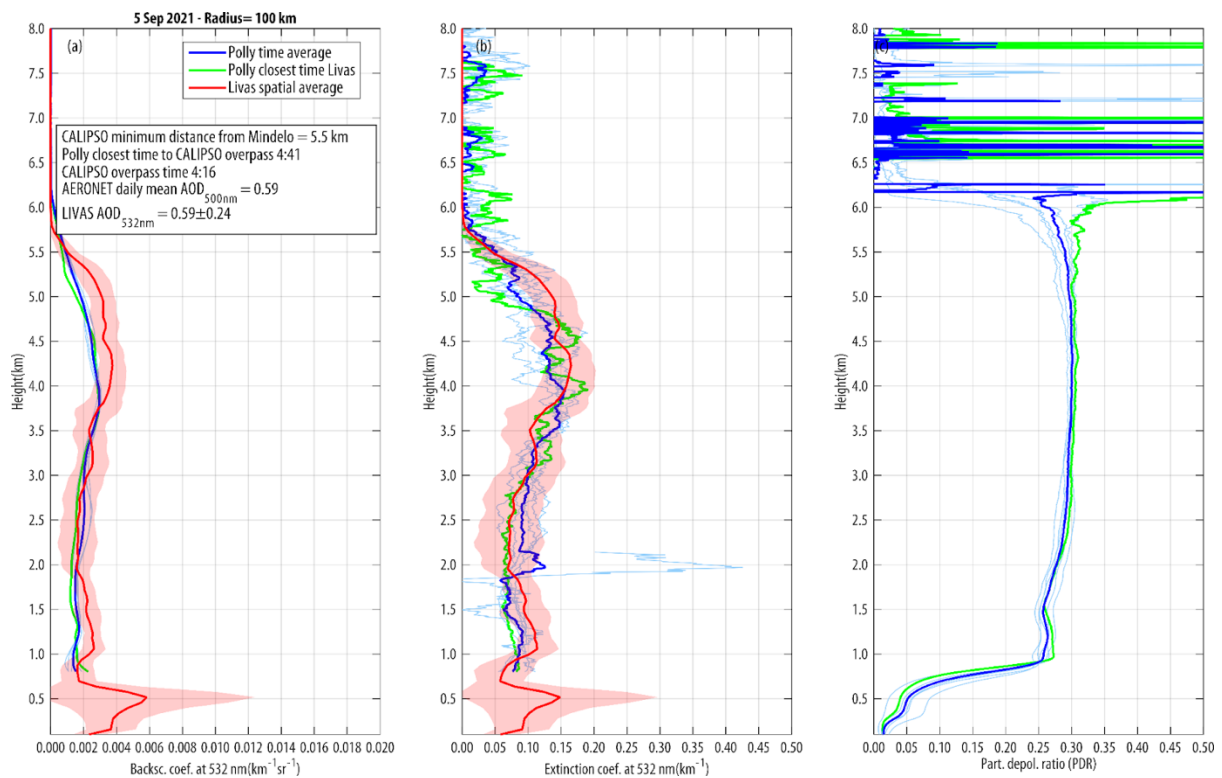 5 Sep 2021 - Radius= 100 km
(a)
Polly time average
Polly closest time Livas
Livas spatial average
CALIPSO minimum distance from Mindelo = 5.5 km
Polly closest time to CALIPSO overpass 4:41
CALIPSO overpass time 4:16
AERONET daily mean AOD500nm = 0.59
LIVAS AOD532nm = 0.59±0.24
8.0
7.5
7.0
6.5
6.0
5.5
5.0
4.5
4.0
3.5
3.0
2.5
2.0
1.5
1.0
0.5
Height(km)
0.000 0.002 0.004 0.006 0.008 0.010 0.012 0.014 0.016 0.018 0.020
Backsc. coef. at 532 nm(km-1sr-1)
(b)
8.0
7.5
7.0
6.5
6.0
5.5
5.0
4.5
4.0
3.5
3.0
2.5
2.0
1.5
1.0
0.5
Height(km)
0.00 0.05 0.10 0.15 0.20 0.25 0.30 0.35 0.40 0.45 0.50
Extinction coef. at 532 nm(km-1)
(c)
8.0
7.5
7.0
6.5
6.0
5.5
5.0
4.5
4.0
3.5
3.0
2.5
2.0
1.5
1.0
0.5
Height(km)
0.00 0.05 0.10 0.15 0.20 0.25 0.30 0.35 0.40 0.45 0.50
Part. depol. ratio (PDR)